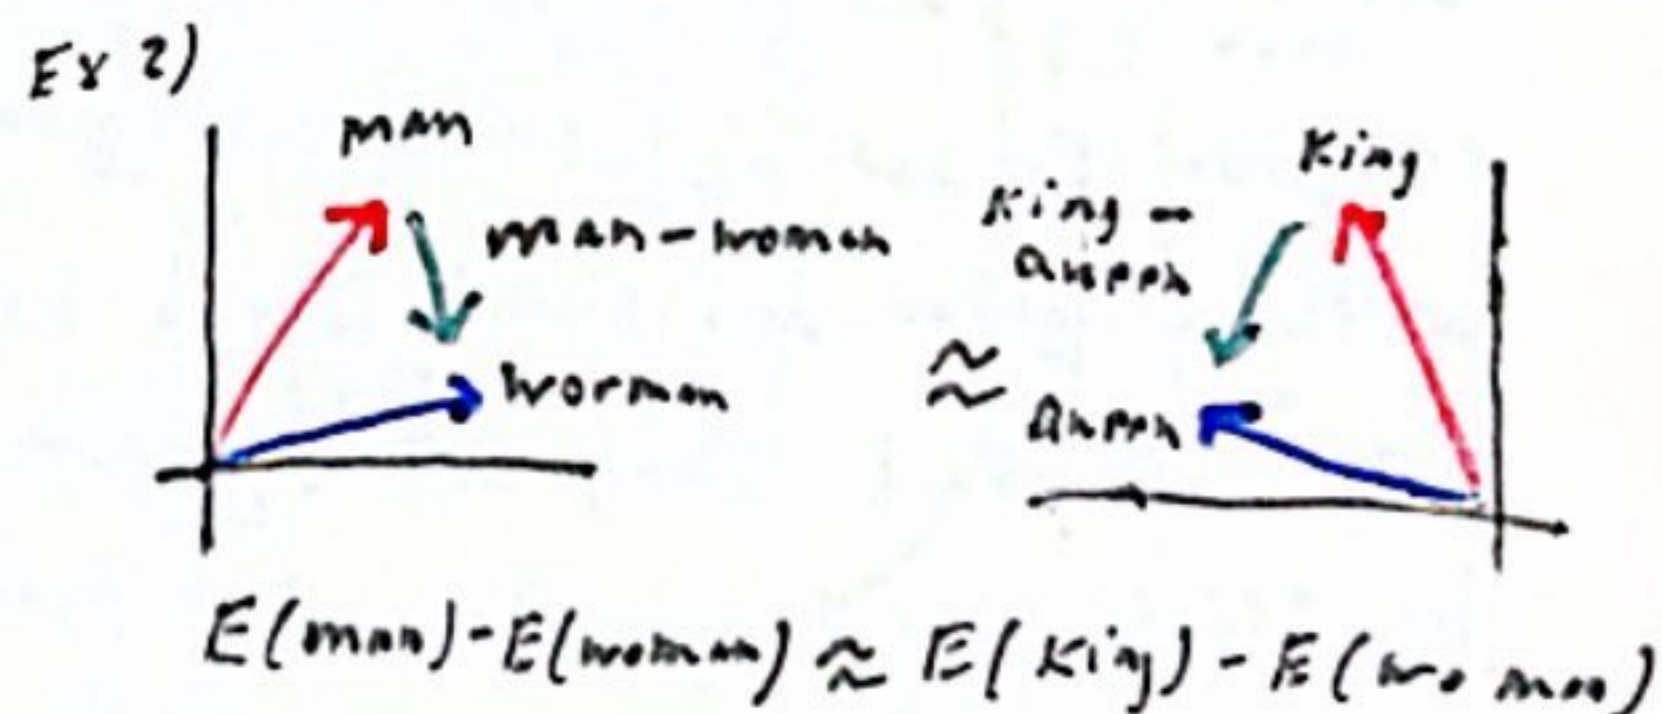 Ex 2)
man
man-woman
woman
≈
King
King -
Queen
Queen
E(man)-E(woman) ≈ E(King) - E(woman)